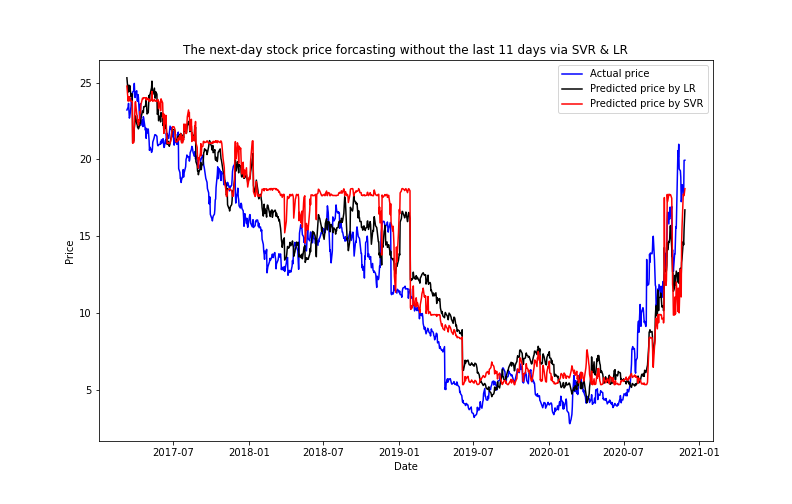 The next-day stock price forcasting without the last 11 days via SVR & LR
Actual price
Predicted price by LR
Predicted price by SVR
25
20
15
10
5
Price
2017-07 2018-01 2018-07 2019-01 2019-07 2020-01 2020-07 2021-01
Date